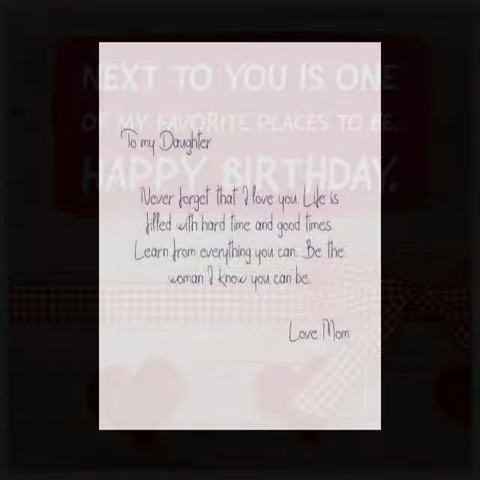 NEXT TO YOU IS ONE
OF MY FAVORITE PLACES TO BE.
To my Daughter
HAPPY BIRTHDAY.
Never forget that I love you. Life is
filled with hard time and good times.
Learn from everything you can. Be the
woman I know you can be.
Love Mom